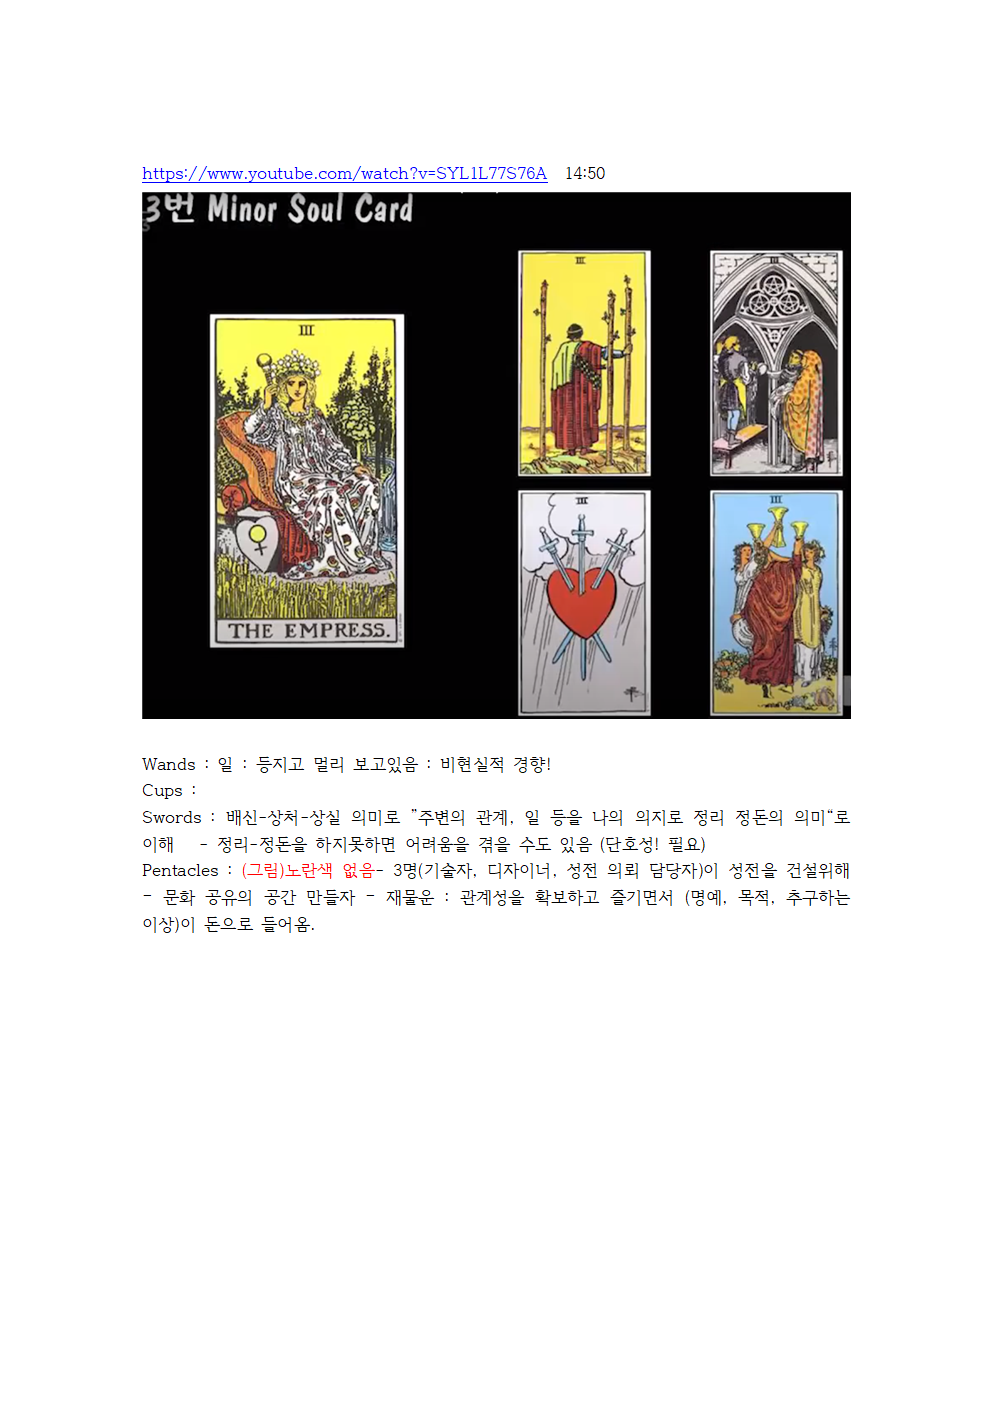 https://www.youtube.com/watch?v=SYL1L77S76A 14:50
3번 Minor Soul Card
III
THE EMPRESS.
III
III
III
III
Wands : 일 : 등지고 멀리 보고있음 : 비현실적 경향!
Cups :
Swords : 배신-상처-상실 의미로 ”주변의 관계, 일 등을 나의 의지로 정리 정돈의 의미“로
이해 - 정리-정돈을 하지못하면 어려움을 겪을 수도 있음 (단호성! 필요)
Pentacles : (그림)노란색 없음- 3명(기술자, 디자이너, 성전 의뢰 담당자)이 성전을 건설위해
- 문화 공유의 공간 만들자 - 재물운 : 관계성을 확보하고 즐기면서 (명예, 목적, 추구하는
이상)이 돈으로 들어옴.